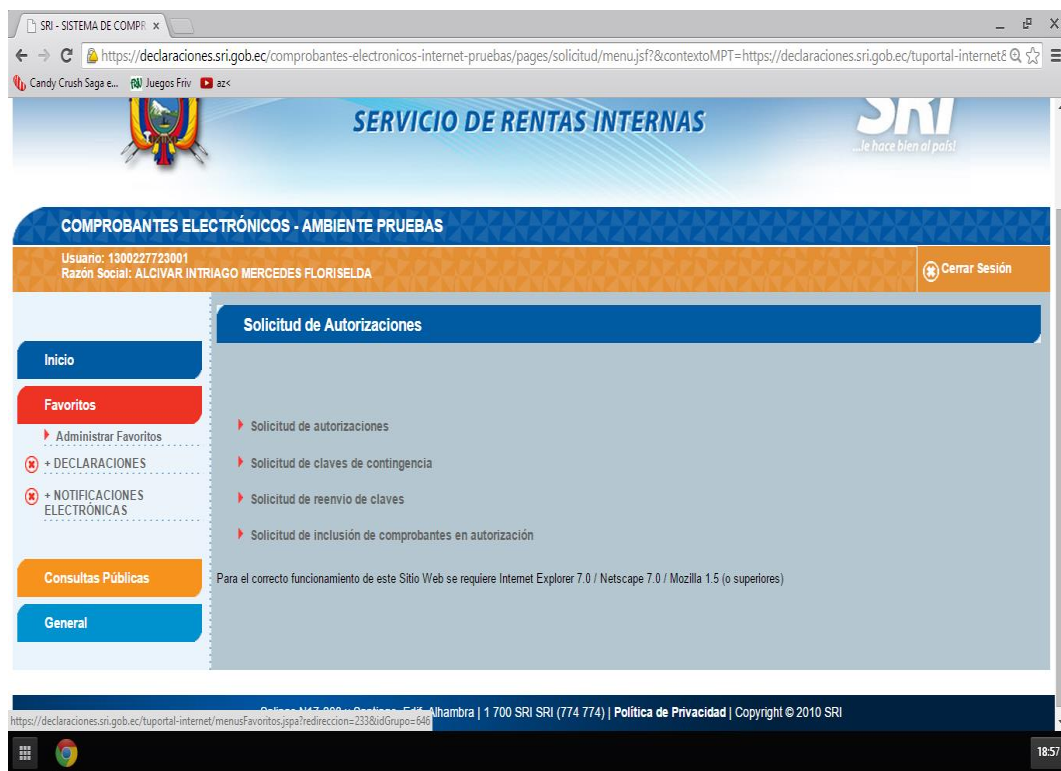 SRI - SISTEMA DE COMPR
https://declaraciones.sri.gob.ec/comprobantes-electronicos-internet-pruebas/pages/solicitud/menu.jsf?&contextoMPT=https://declaraciones.sri.gob.ec/tuportal-internet&
Candy Crush Saga e... Juegos Friv az<
SERVICIO DE RENTAS INTERNAS
SRI
...le hace bien al país!
COMPROBANTES ELECTRÓNICOS - AMBIENTE PRUEBAS
Usuario: 1300227723001
Razón Social: ALCIVAR INTRIAGO MERCEDES FLORISELDA
Cerrar Sesión
Solicitud de Autorizaciones
Inicio
Favoritos
Administrar Favoritos
+ DECLARACIONES
+ NOTIFICACIONES
ELECTRÓNICAS
Consultas Públicas
General
Solicitud de autorizaciones
Solicitud de claves de contingencia
Solicitud de reenvio de claves
Solicitud de inclusión de comprobantes en autorización
Para el correcto funcionamiento de este Sitio Web se requiere Internet Explorer 7.0 / Netscape 7.0 / Mozilla 1.5 (o superiores)
Alhambra | 1 700 SRI SRI (774 774) | Política de Privacidad | Copyright © 2010 SRI
https://declaraciones.sri.gob.ec/tuportal-internet/menusFavoritos.jspa?redireccion=233&idGrupo=646
18:57